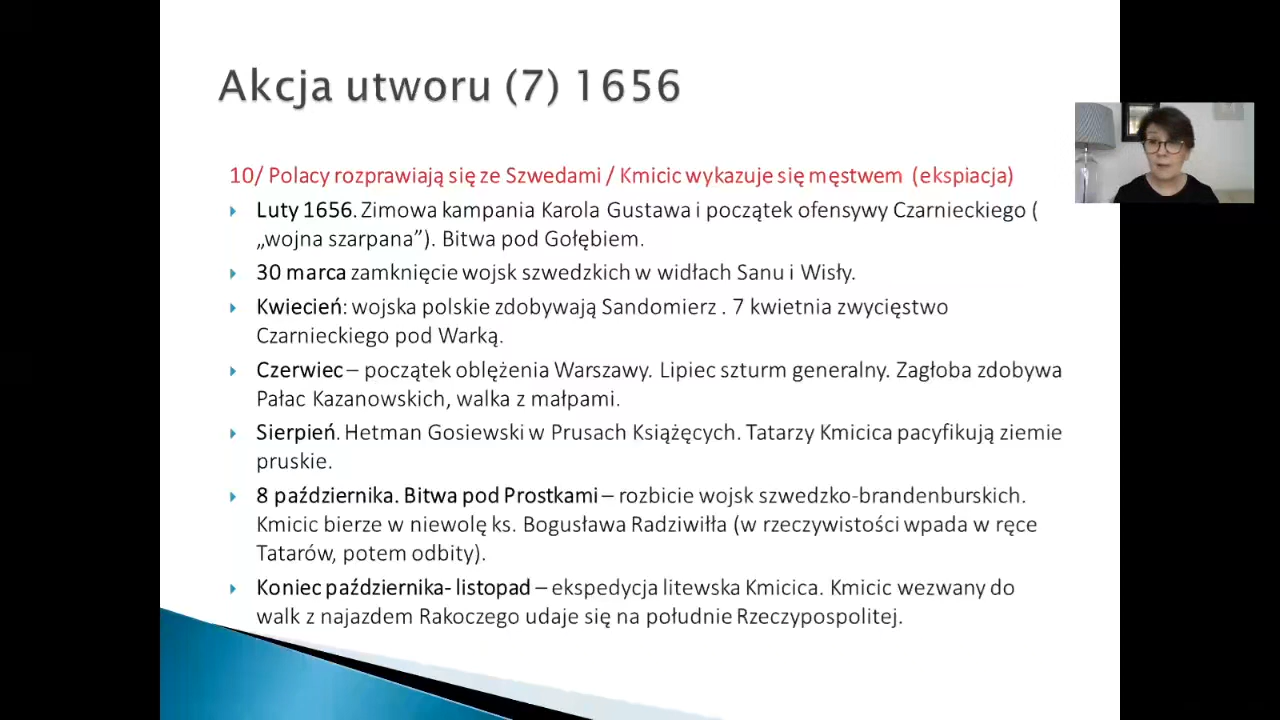 Akcja utworu (7) 1656
10/ Polacy rozprawiają się ze Szwedami / Kmicic wykazuje się męstwem (ekspiacja)
Luty 1656. Zimowa kampania Karola Gustawa i początek ofensywy Czarnieckiego (
„wojna szarpana”). Bitwa pod Gołębiem.
30 marca zamknięcie wojsk szwedzkich w widłach Sanu i Wisły.
Kwiecień: wojska polskie zdobywają Sandomierz . 7 kwietnia zwycięstwo
Czarnieckiego pod Warką.
Czerwiec – początek oblężenia Warszawy. Lipiec szturm generalny. Zagłoba zdobywa
Pałac Kazanowskich, walka z małpami.
Sierpień. Hetman Gosiewski w Prusach Książęcych. Tatarzy Kmicica pacyfikują ziemie
pruskie.
8 października. Bitwa pod Prostkami – rozbicie wojsk szwedzko-brandenburskich.
Kmicic bierze w niewolę ks. Bogusława Radziwiłła (w rzeczywistości wpada w ręce
Tatarów, potem odbity).
Koniec października- listopad – ekspedycja litewska Kmicica. Kmicic wezwany do
walk z najazdem Rakoczego udaje się na południe Rzeczypospolitej.